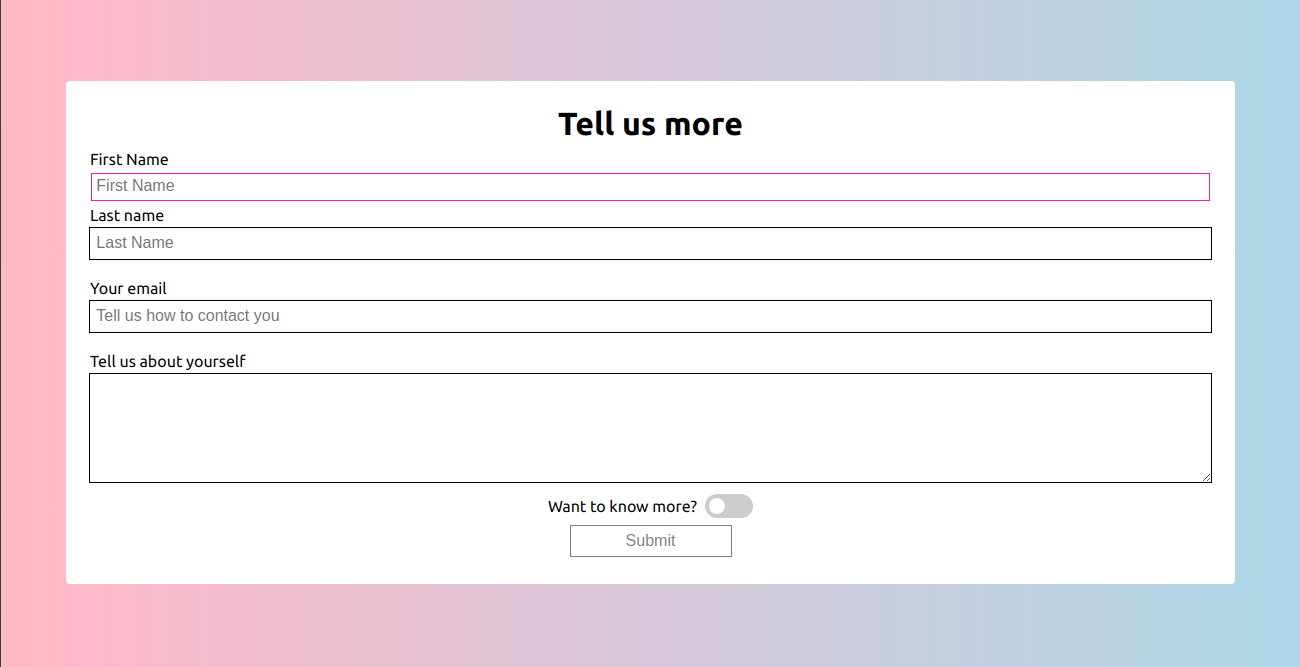 Tell us more
First Name
First Name
Last name
Last Name
Your email
Tell us how to contact you
Tell us about yourself
Want to know more?
Submit